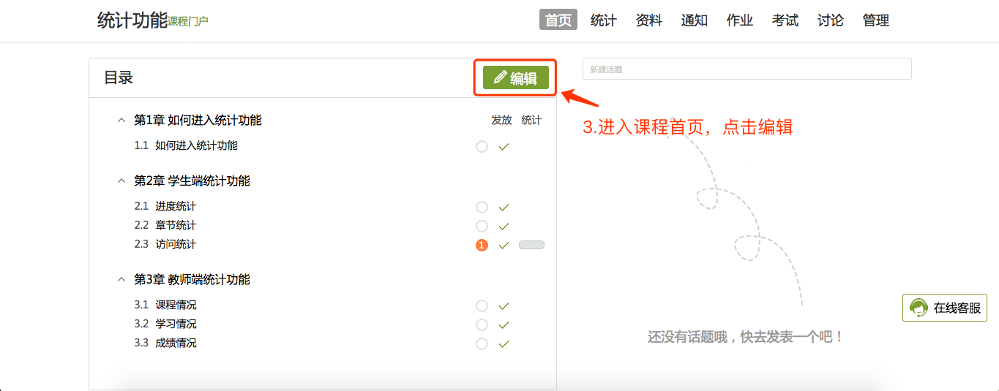 统计功能课程门户 首页 统计 资料 通知 作业 考试 讨论 管理
目录 编辑
新建话题
3.进入课程首页，点击编辑
第1章 如何进入统计功能 发放 统计
1.1 如何进入统计功能
第2章 学生端统计功能
2.1 进度统计
2.2 章节统计
2.3 访问统计 1
第3章 教师端统计功能
3.1 课程情况
3.2 学习情况
3.3 成绩情况
在线客服
还没有话题哦，快去发表一个吧！